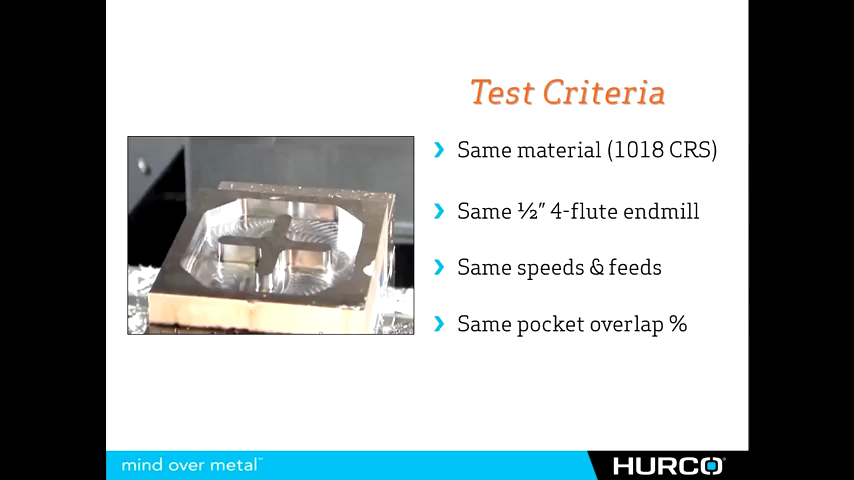 Test Criteria
Same material (1018 CRS)
Same ½" 4-flute endmill
Same speeds & feeds
Same pocket overlap %
mind over metal™
HURCO